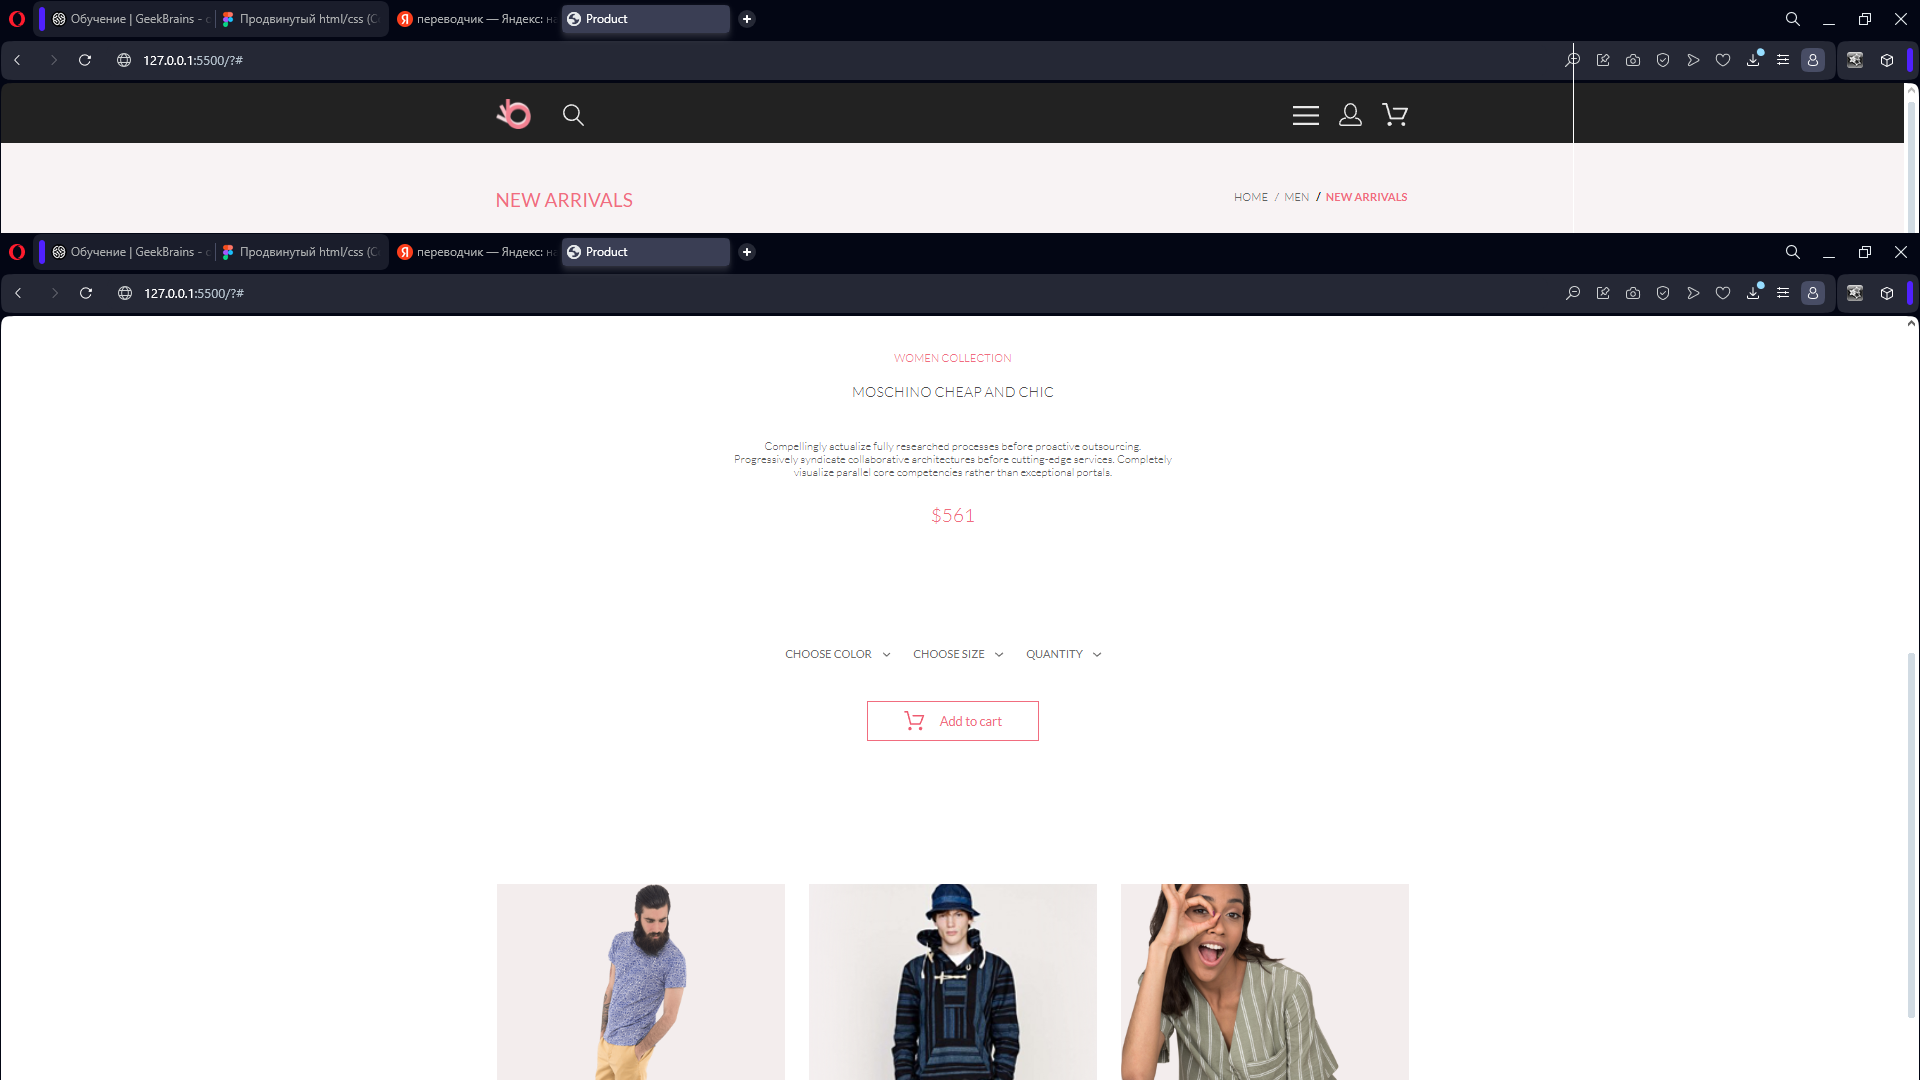 Обучение | GeekBrains - с
Продвинутый html/css (С
переводчик — Яндекс: на
Product
127.0.0.1:5500/?#
NEW ARRIVALS
HOME / MEN / NEW ARRIVALS
Обучение | GeekBrains - с
Продвинутый html/css (С
переводчик — Яндекс: на
Product
127.0.0.1:5500/?#
WOMEN COLLECTION
MOSCHINO CHEAP AND CHIC
Compellingly actualize fully researched processes before proactive outsourcing.
Progressively syndicate collaborative architectures before cutting-edge services. Completely
visualize parallel core competencies rather than exceptional portals.
$561
CHOOSE COLOR
CHOOSE SIZE
QUANTITY
Add to cart